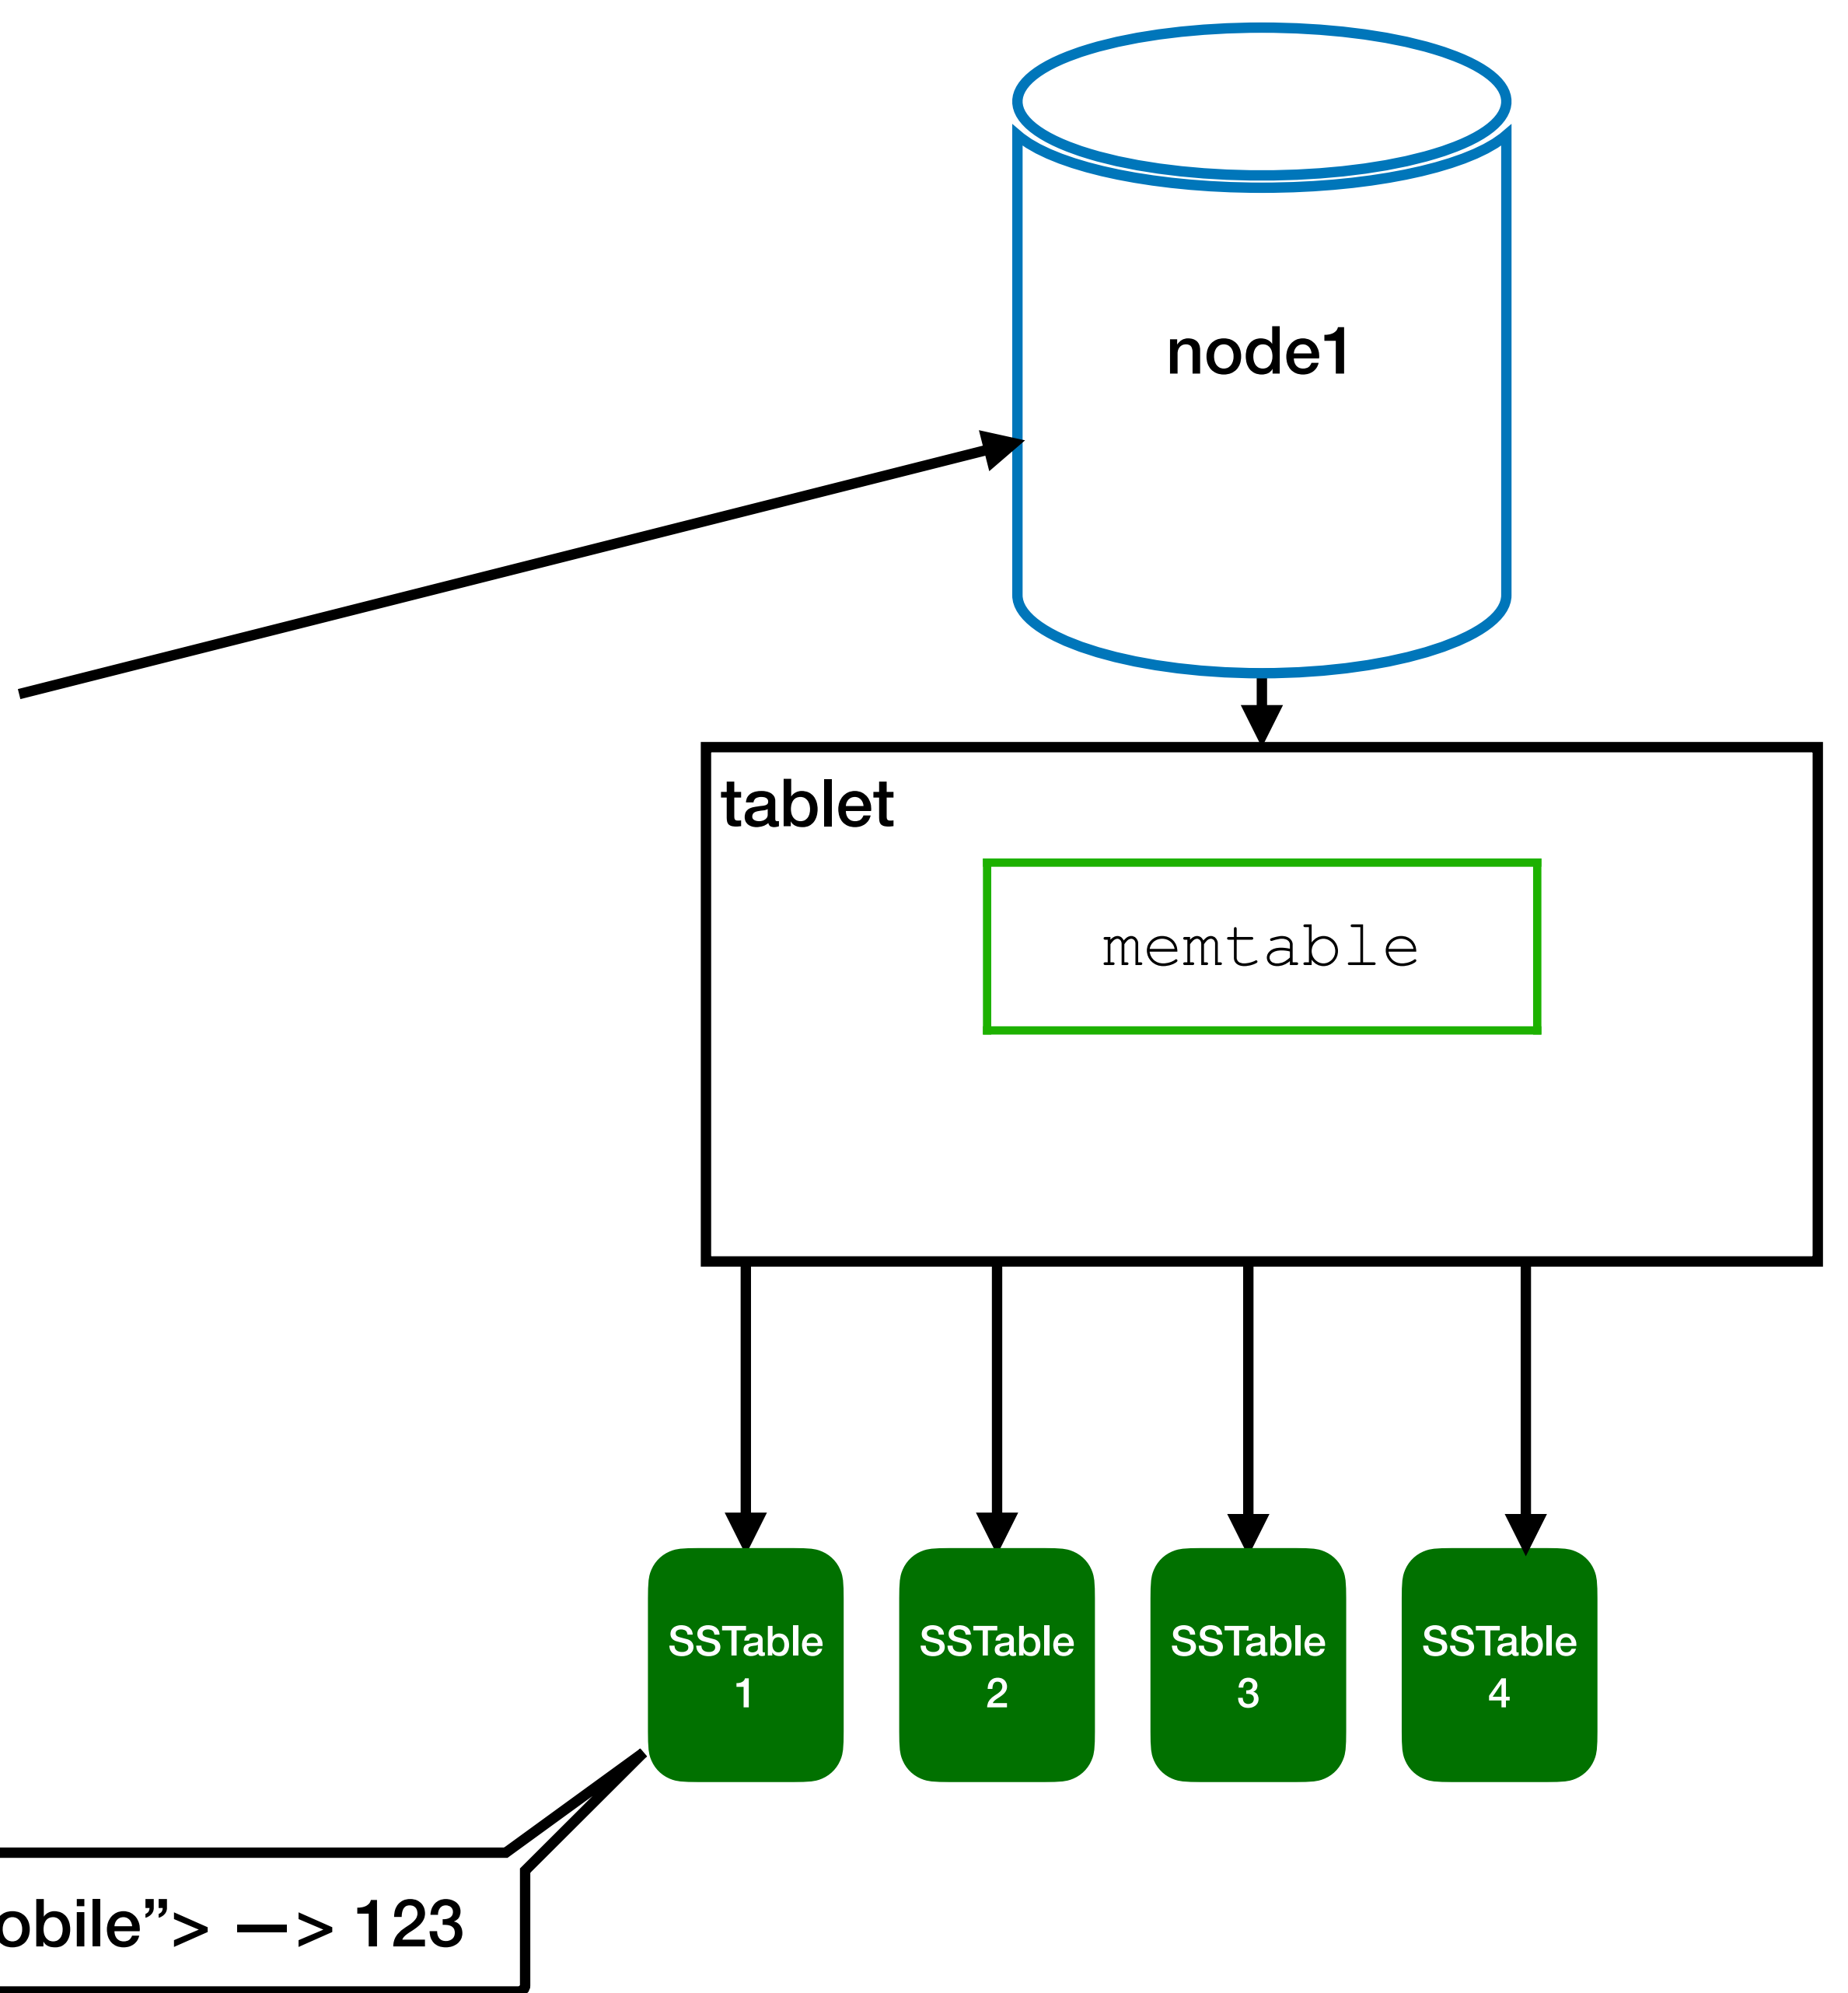 node1
tablet
memtable
SSTable
1
SSTable
2
SSTable
3
SSTable
4
obile”> —> 123